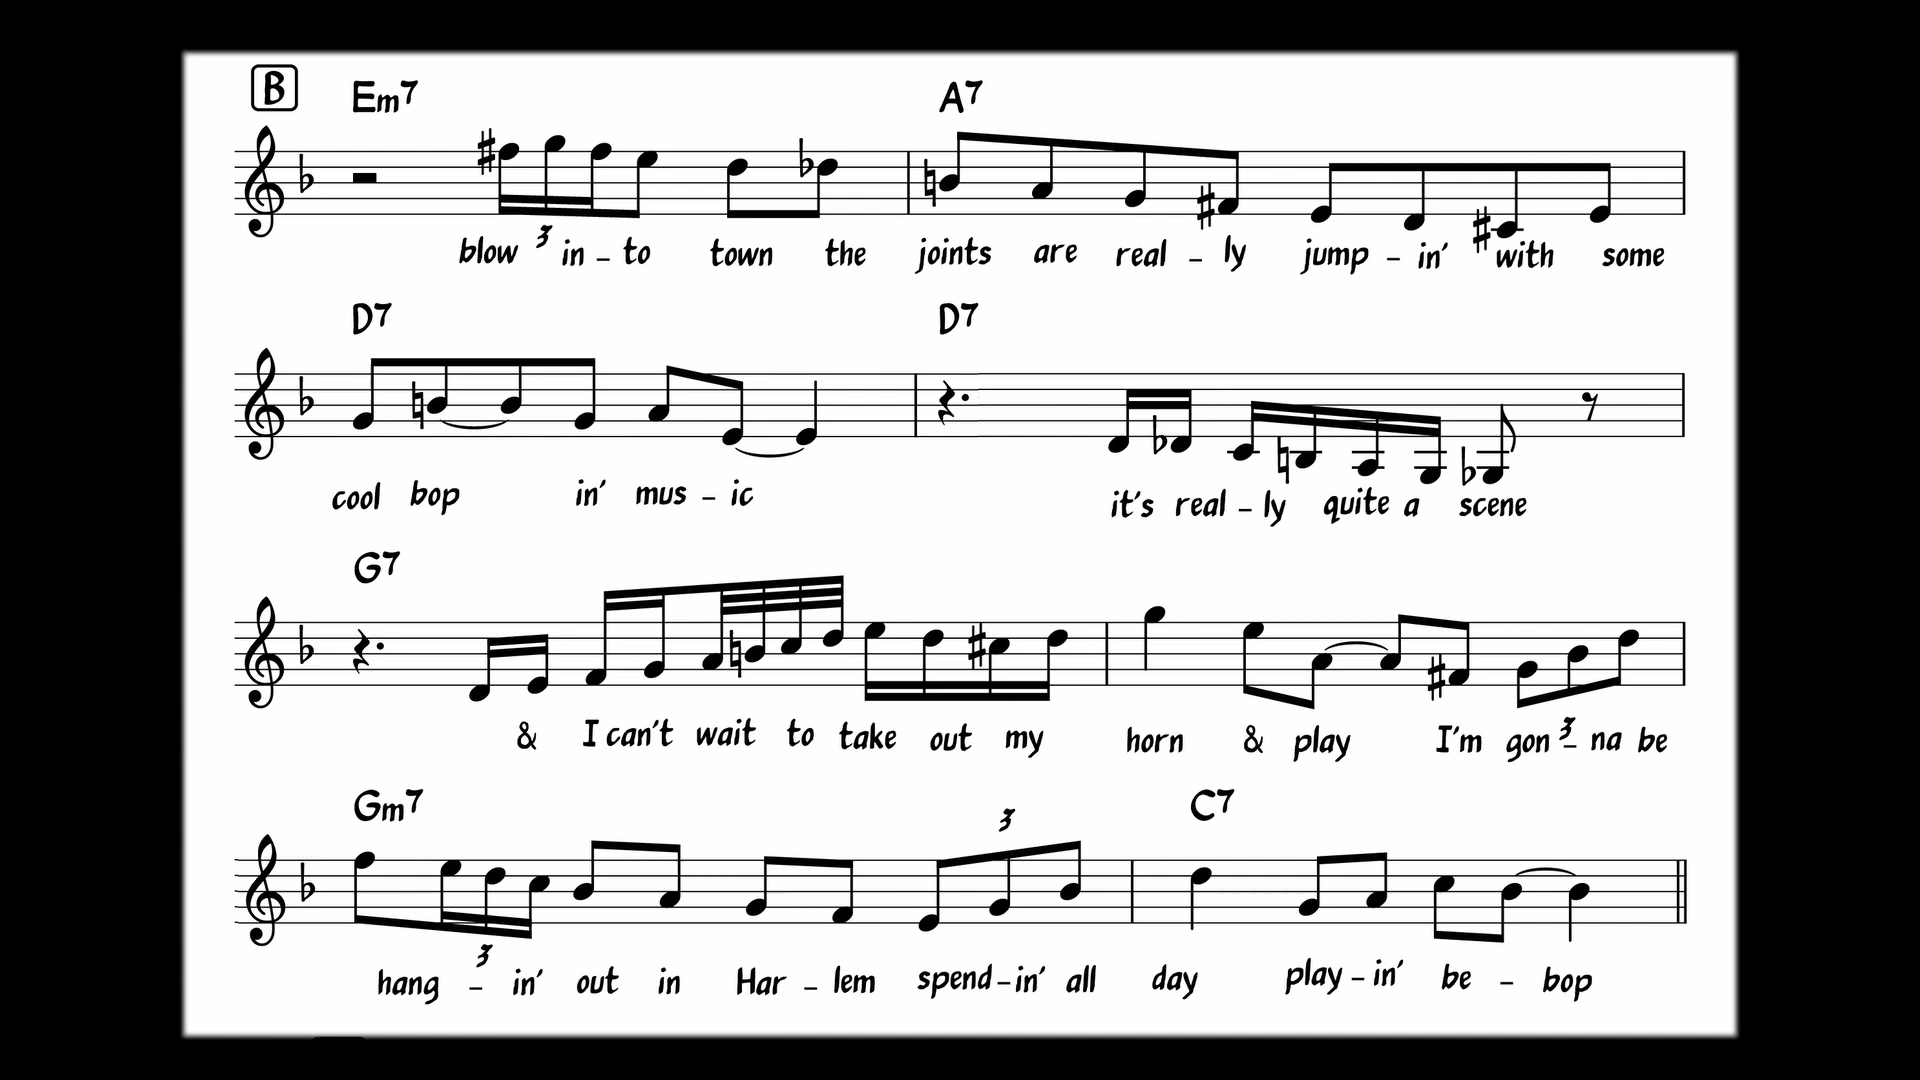 B Em7 A7
3
blow in – to town the joints are real – ly jump – in' with some
D7 D7
cool bop in' mus – ic it's real – ly quite a scene
G7
& I can't wait to take out my horn & play I'm gon – na be
3
Gm7 C7
3
3
hang – in' out in Har – lem spend – in' all day play – in' be – bop